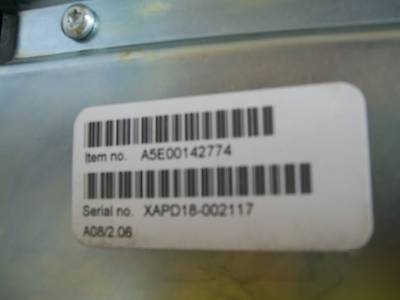 Item no. A5E00142774
Serial no. XAPD18-002117
A08/2.06